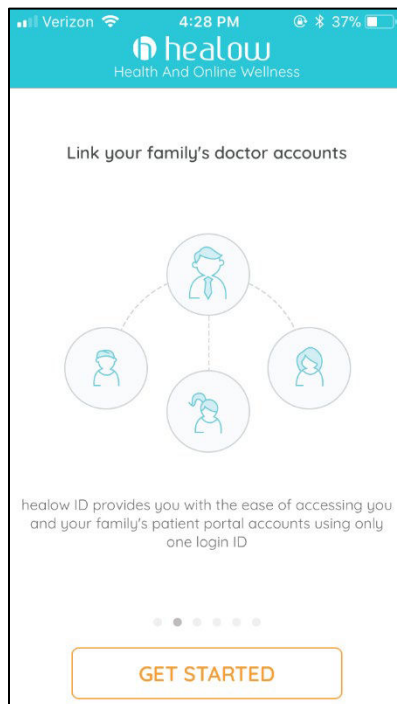 Verizon 4:28 PM 37%
healow
Health And Online Wellness
Link your family's doctor accounts
healow ID provides you with the ease of accessing you
and your family's patient portal accounts using only
one login ID
GET STARTED